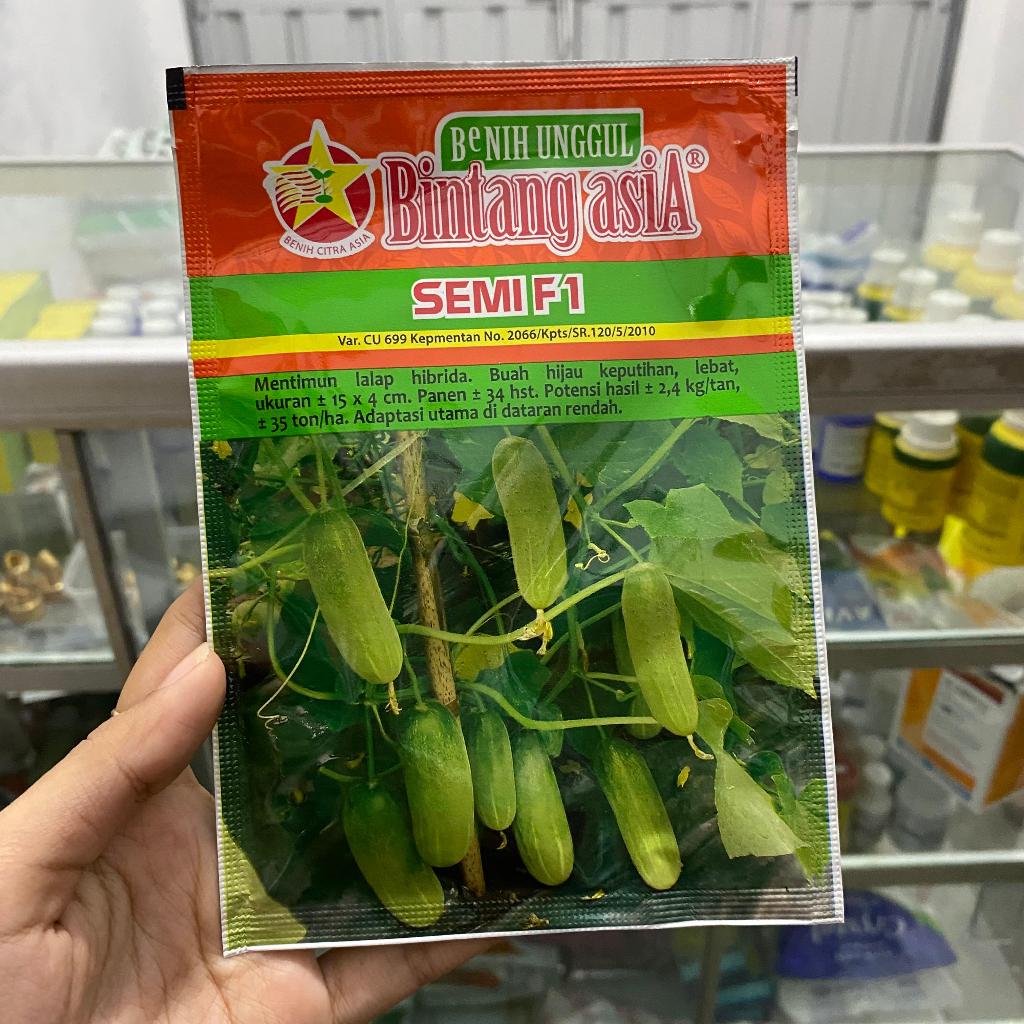 BENIH UNGGUL
Bintang asiA®
BENIH CITRA ASIA
SEMI F1
Var. CU 699 Kepmentan No. 2066/Kpts/SR.120/5/2010
Mentimun lalap hibrida. Buah hijau keputihan, lebat,
ukuran ± 15 x 4 cm. Panen ± 34 hst. Potensi hasil ± 2,4 kg/tan,
± 35 ton/ha. Adaptasi utama di dataran rendah.